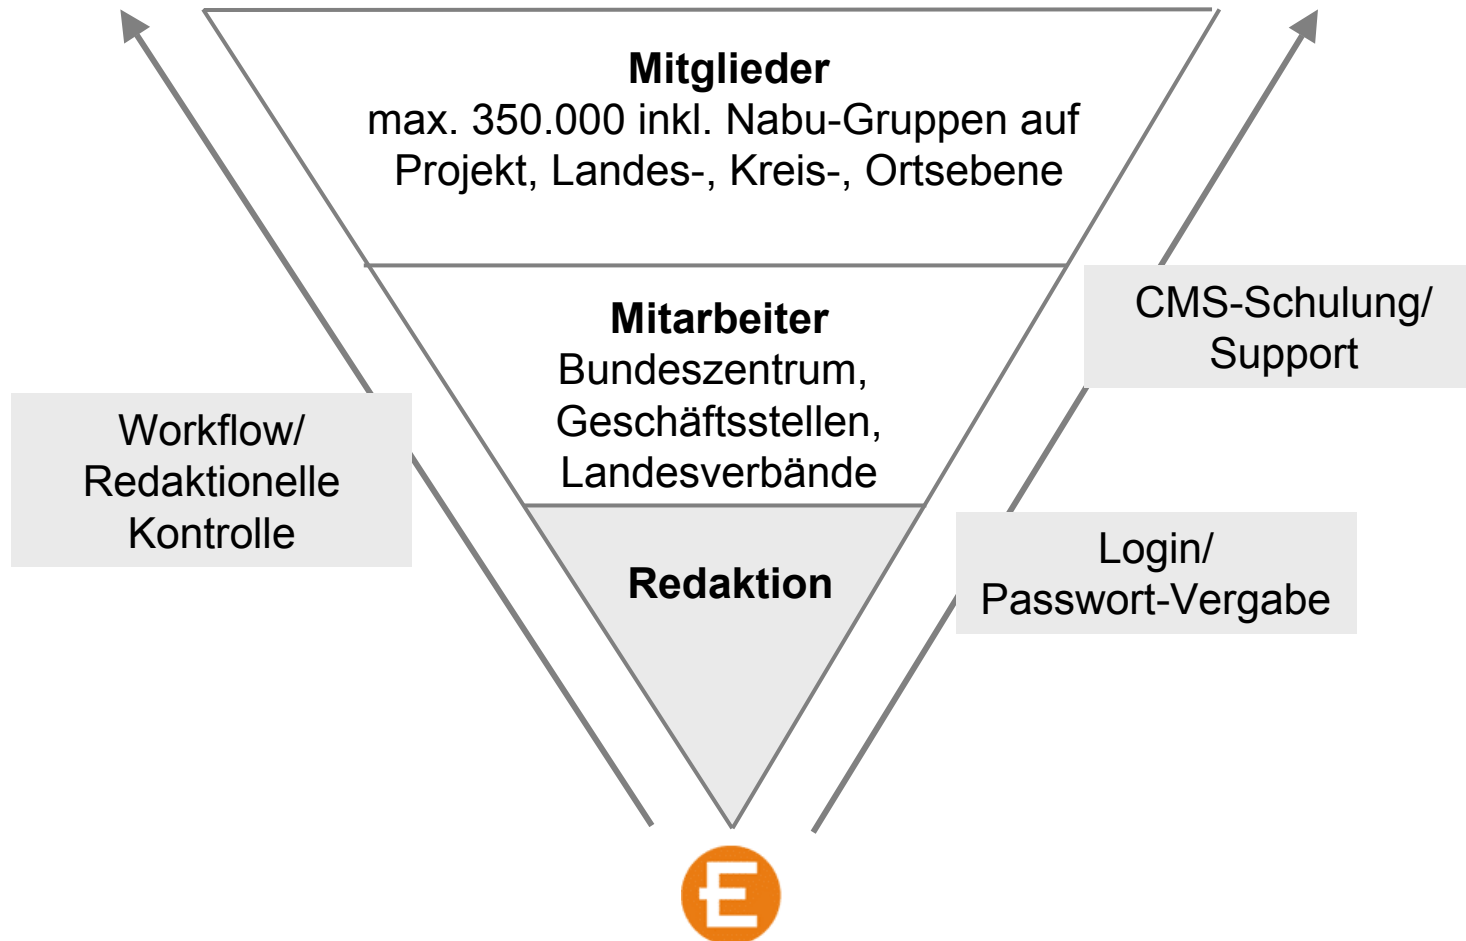 Mitglieder
max. 350.000 inkl. Nabu-Gruppen auf
Projekt, Landes-, Kreis-, Ortsebene
Mitarbeiter
Bundeszentrum,
Geschäftsstellen,
Landesverbände
CMS-Schulung/
Support
Workflow/
Redaktionelle
Kontrolle
Redaktion
Login/
Passwort-Vergabe
E